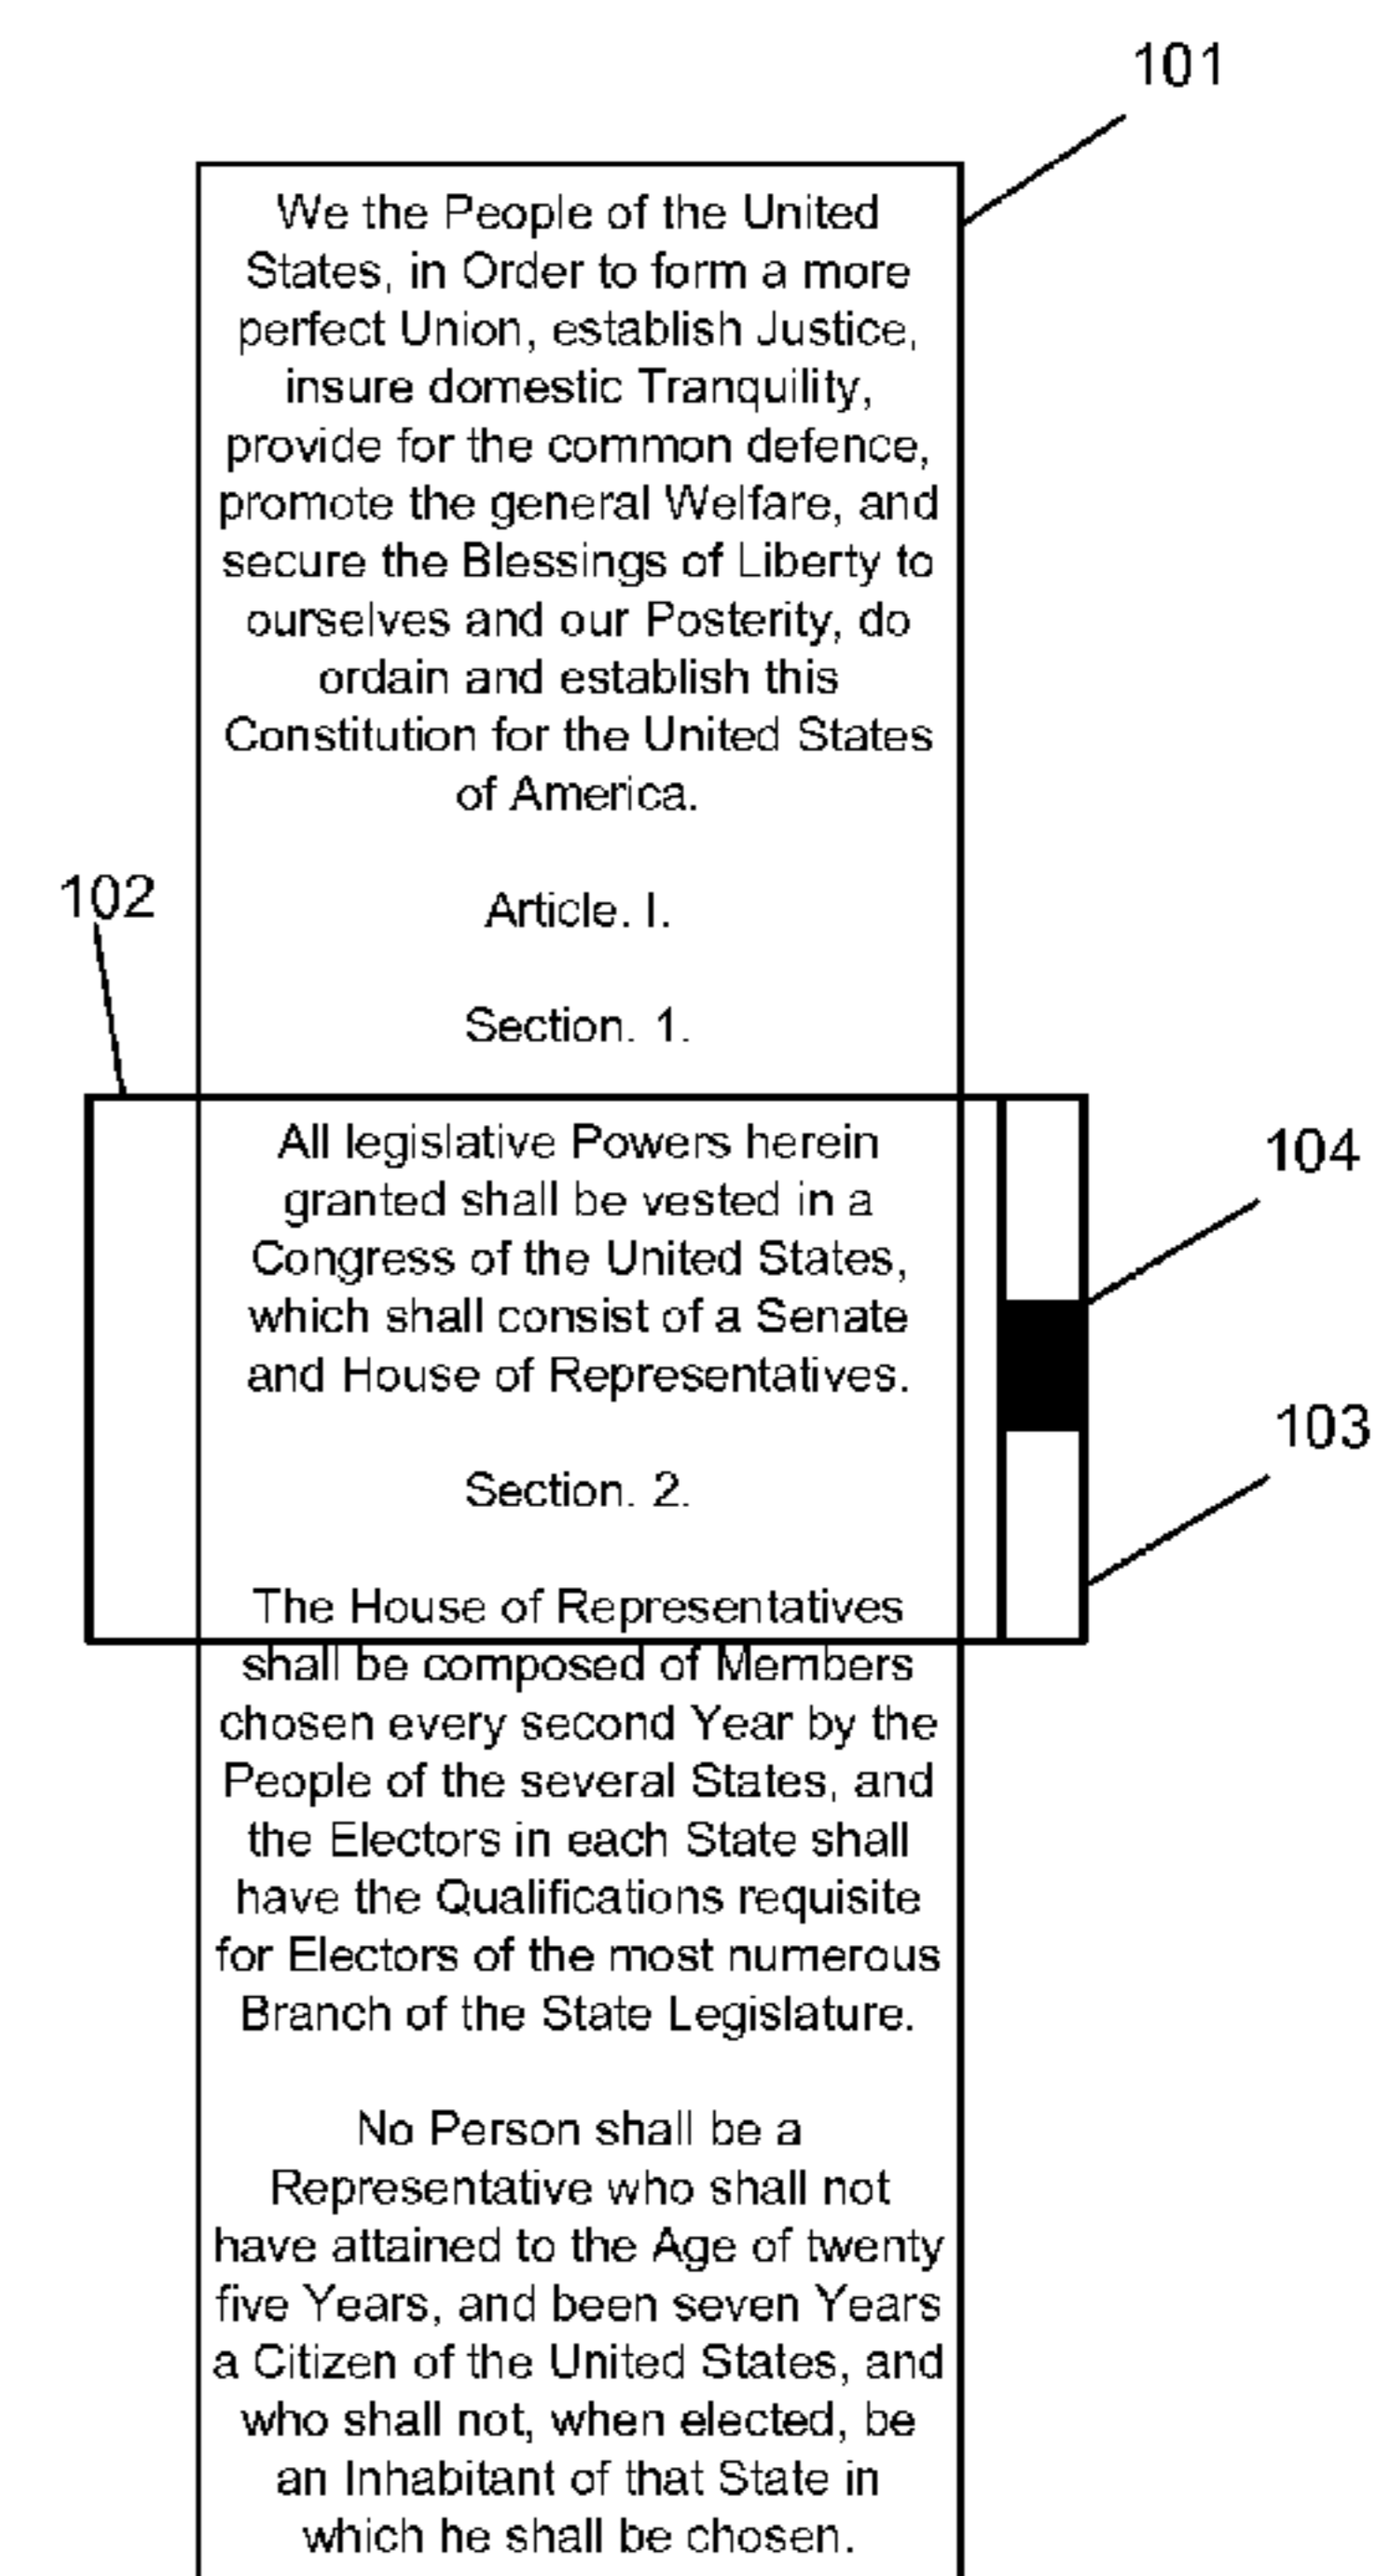 101
We the People of the United
States, in Order to form a more
perfect Union, establish Justice,
insure domestic Tranquility,
provide for the common defence,
promote the general Welfare, and
secure the Blessings of Liberty to
ourselves and our Posterity, do
ordain and establish this
Constitution for the United States
of America.
102
Article. I.
Section. 1.
All legislative Powers herein
granted shall be vested in a
Congress of the United States,
which shall consist of a Senate
and House of Representatives.
104
103
Section. 2.
The House of Representatives
shall be composed of Members
chosen every second Year by the
People of the several States, and
the Electors in each State shall
have the Qualifications requisite
for Electors of the most numerous
Branch of the State Legislature.
No Person shall be a
Representative who shall not
have attained to the Age of twenty
five Years, and been seven Years
a Citizen of the United States, and
who shall not, when elected, be
an Inhabitant of that State in
which he shall be chosen.